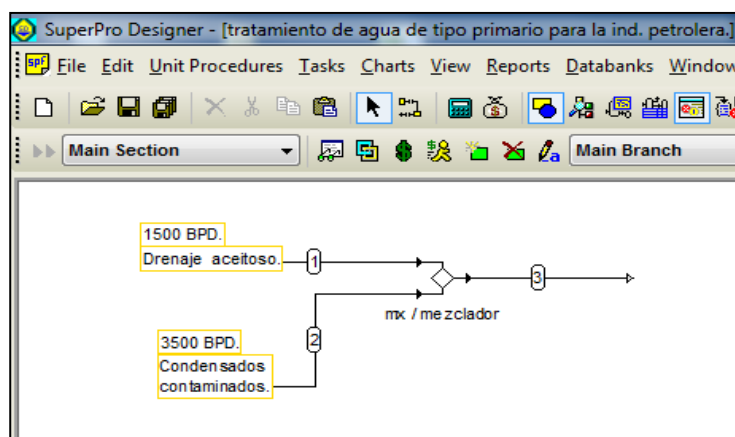 SuperPro Designer - [tratamiento de agua de tipo primario para la ind. petrolera.]
spf File Edit Unit Procedures Tasks Charts View Reports Databanks Window
Main Section
Main Branch
1500 BPD.
Drenaje aceitoso.
1
3
mx / mezclador
3500 BPD.
2
Condensados
contaminados.